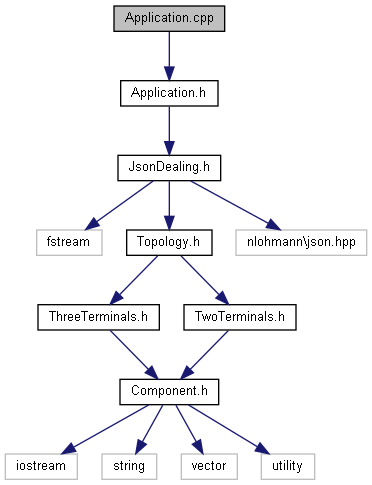 Application.cpp
Application.h
JsonDealing.h
fstream
Topology.h
nlohmann\json.hpp
ThreeTerminals.h
TwoTerminals.h
Component.h
iostream
string
vector
utility